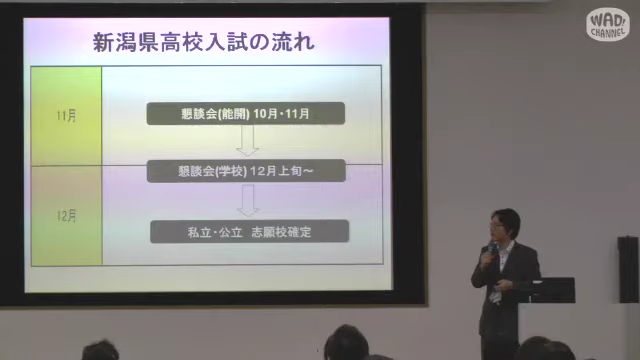 WAD!
CHANNEL
新潟県高校入試の流れ
11月
懇談会(能開) 10月・11月
懇談会(学校) 12月上旬～
12月
私立・公立 志願校確定